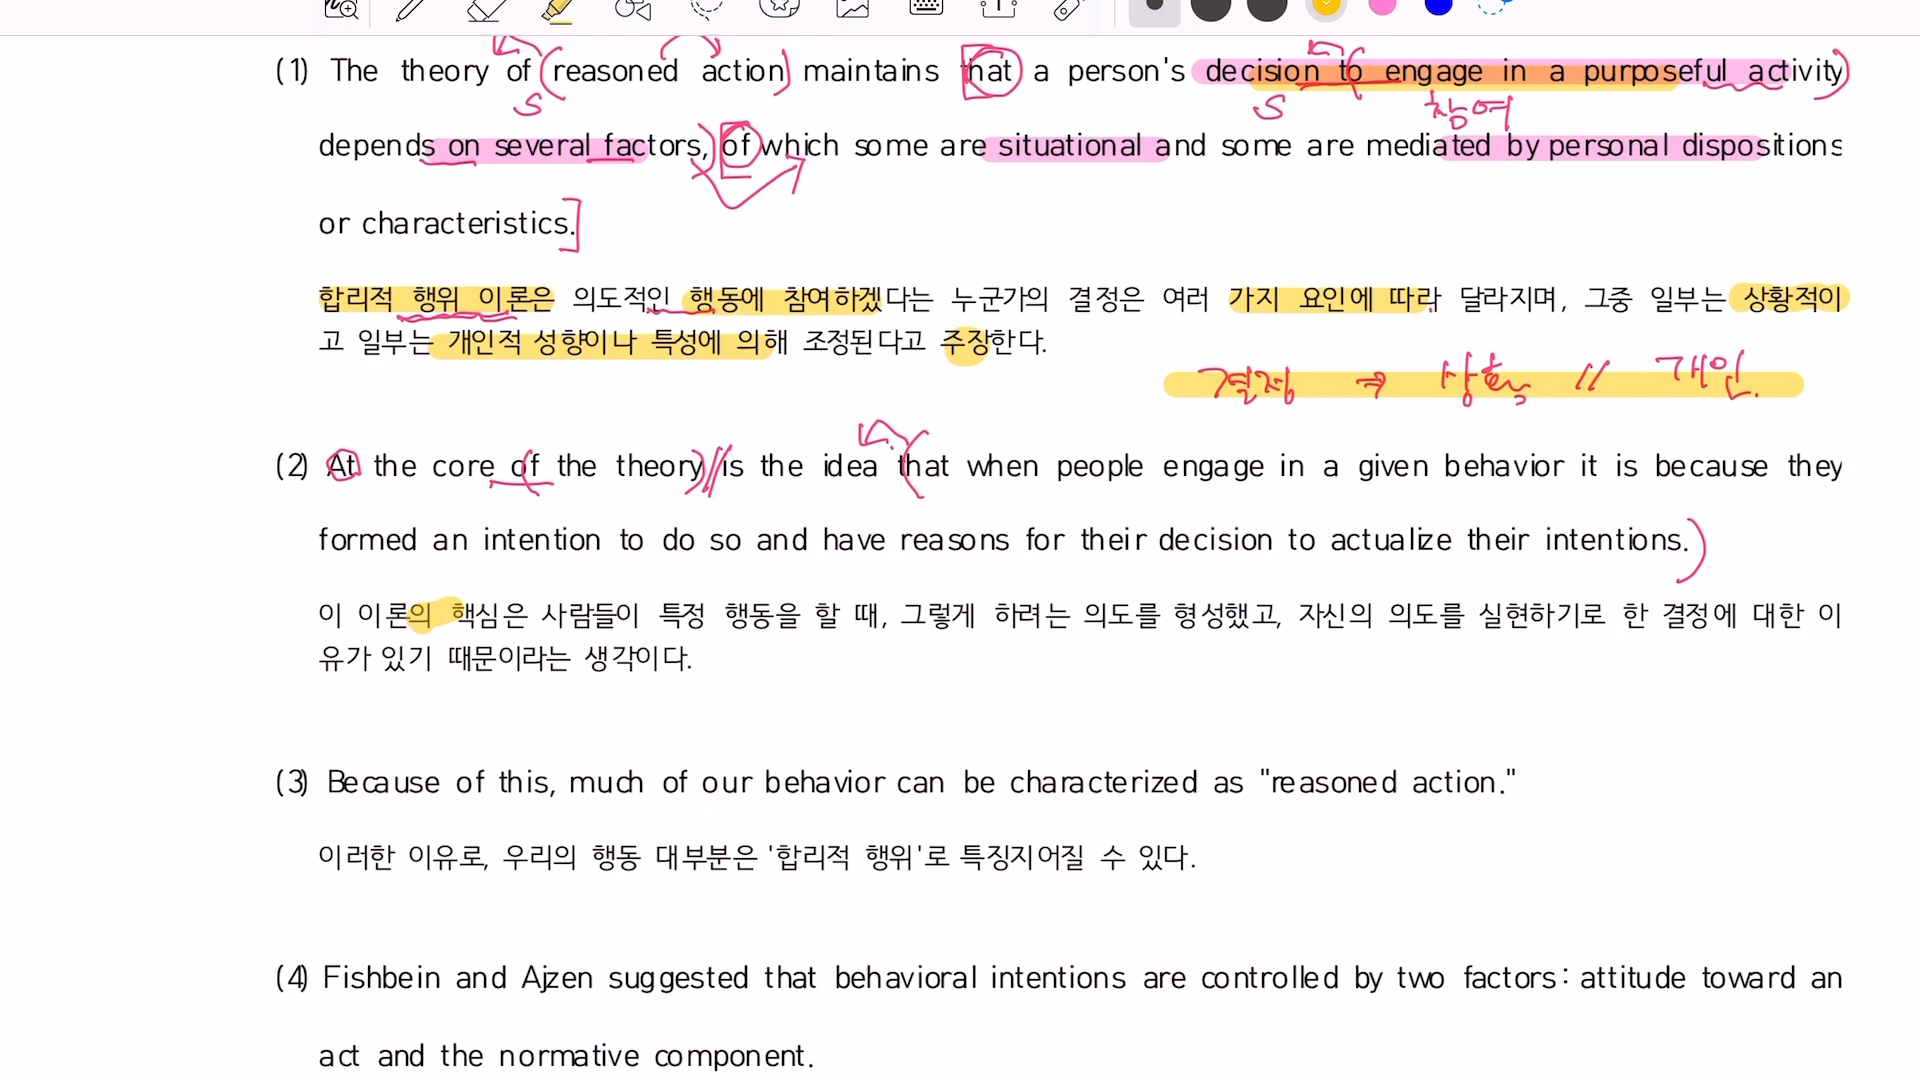 (1) The theory of (reasoned action) maintains that a person's decision to engage in a purposeful activity)
S S 참여
depends on several factors, of which some are situational and some are mediated by personal dispositions
or characteristics.]
합리적 행위 이론은 의도적인 행동에 참여하겠다는 누군가의 결정은 여러 가지 요인에 따라 달라지며, 그중 일부는 상황적이
고 일부는 개인적 성향이나 특성에 의해 조정된다고 주장한다.
결정 ⇒ 상황 // 개인.
(2) At the core of the theory) // is the idea (that when people engage in a given behavior it is because they
formed an intention to do so and have reasons for their decision to actualize their intentions.)
이 이론의 핵심은 사람들이 특정 행동을 할 때, 그렇게 하려는 의도를 형성했고, 자신의 의도를 실현하기로 한 결정에 대한 이
유가 있기 때문이라는 생각이다.
(3) Because of this, much of our behavior can be characterized as "reasoned action."
이러한 이유로, 우리의 행동 대부분은 '합리적 행위'로 특징지어질 수 있다.
(4) Fishbein and Ajzen suggested that behavioral intentions are controlled by two factors: attitude toward an
act and the normative component.